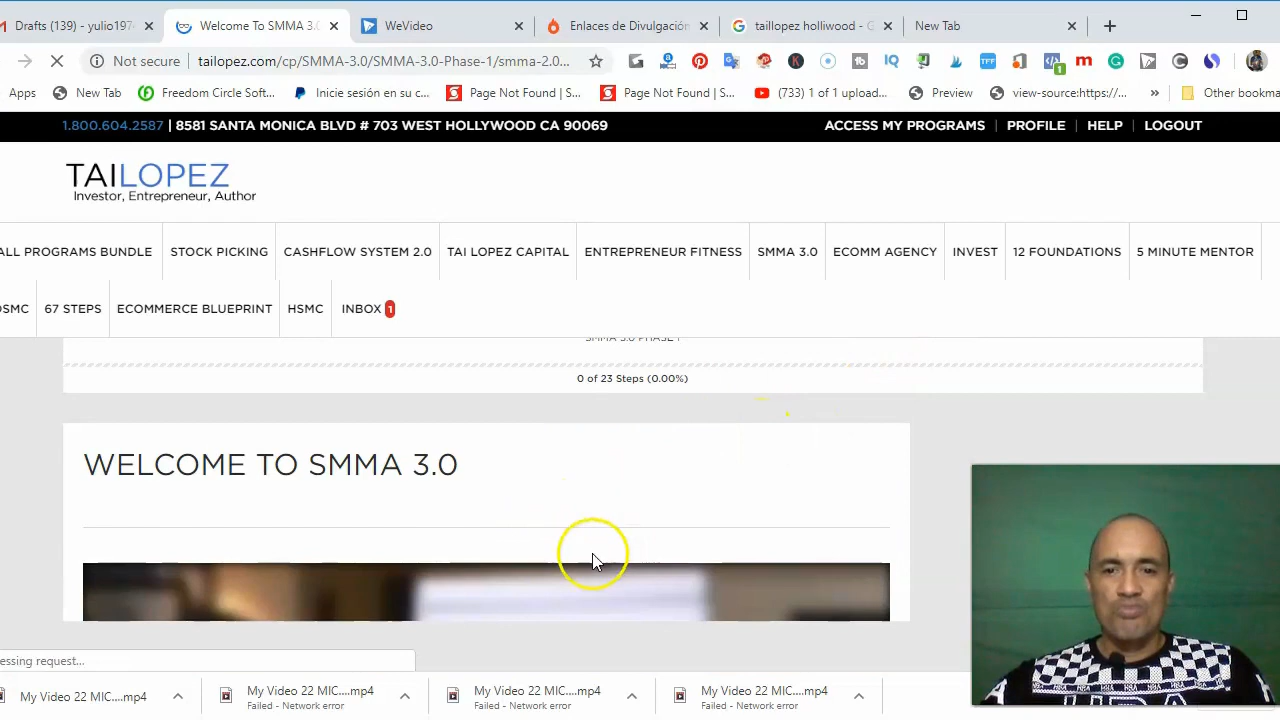 Drafts (139) - yulio197
Welcome To SMMA 3.0
WeVideo
Enlaces de Divulgación
taillopez holliwood - G
New Tab
Not secure
tailopez.com/cp/SMMA-3.0/SMMA-3.0-Phase-1/smma-2.0...
Apps
New Tab
Freedom Circle Soft...
Inicie sesión en su c...
Page Not Found | S...
Page Not Found | S...
(733) 1 of 1 upload...
Preview
view-source:https://...
»
Other bookma
1.800.604.2587 | 8581 SANTA MONICA BLVD # 703 WEST HOLLYWOOD CA 90069
ACCESS MY PROGRAMS | PROFILE | HELP | LOGOUT
TAILOPEZ
Investor, Entrepreneur, Author
ALL PROGRAMS BUNDLE
STOCK PICKING
CASHFLOW SYSTEM 2.0
TAI LOPEZ CAPITAL
ENTREPRENEUR FITNESS
SMMA 3.0
ECOMM AGENCY
INVEST
12 FOUNDATIONS
5 MINUTE MENTOR
OSMC
67 STEPS
ECOMMERCE BLUEPRINT
HSMC
INBOX 1
SMMA 3.0 PHASE 1
0 of 23 Steps (0.00%)
WELCOME TO SMMA 3.0
essing request...
My Video 22 MIC....mp4
My Video 22 MIC....mp4
Failed - Network error
My Video 22 MIC....mp4
Failed - Network error
My Video 22 MIC....mp4
Failed - Network error